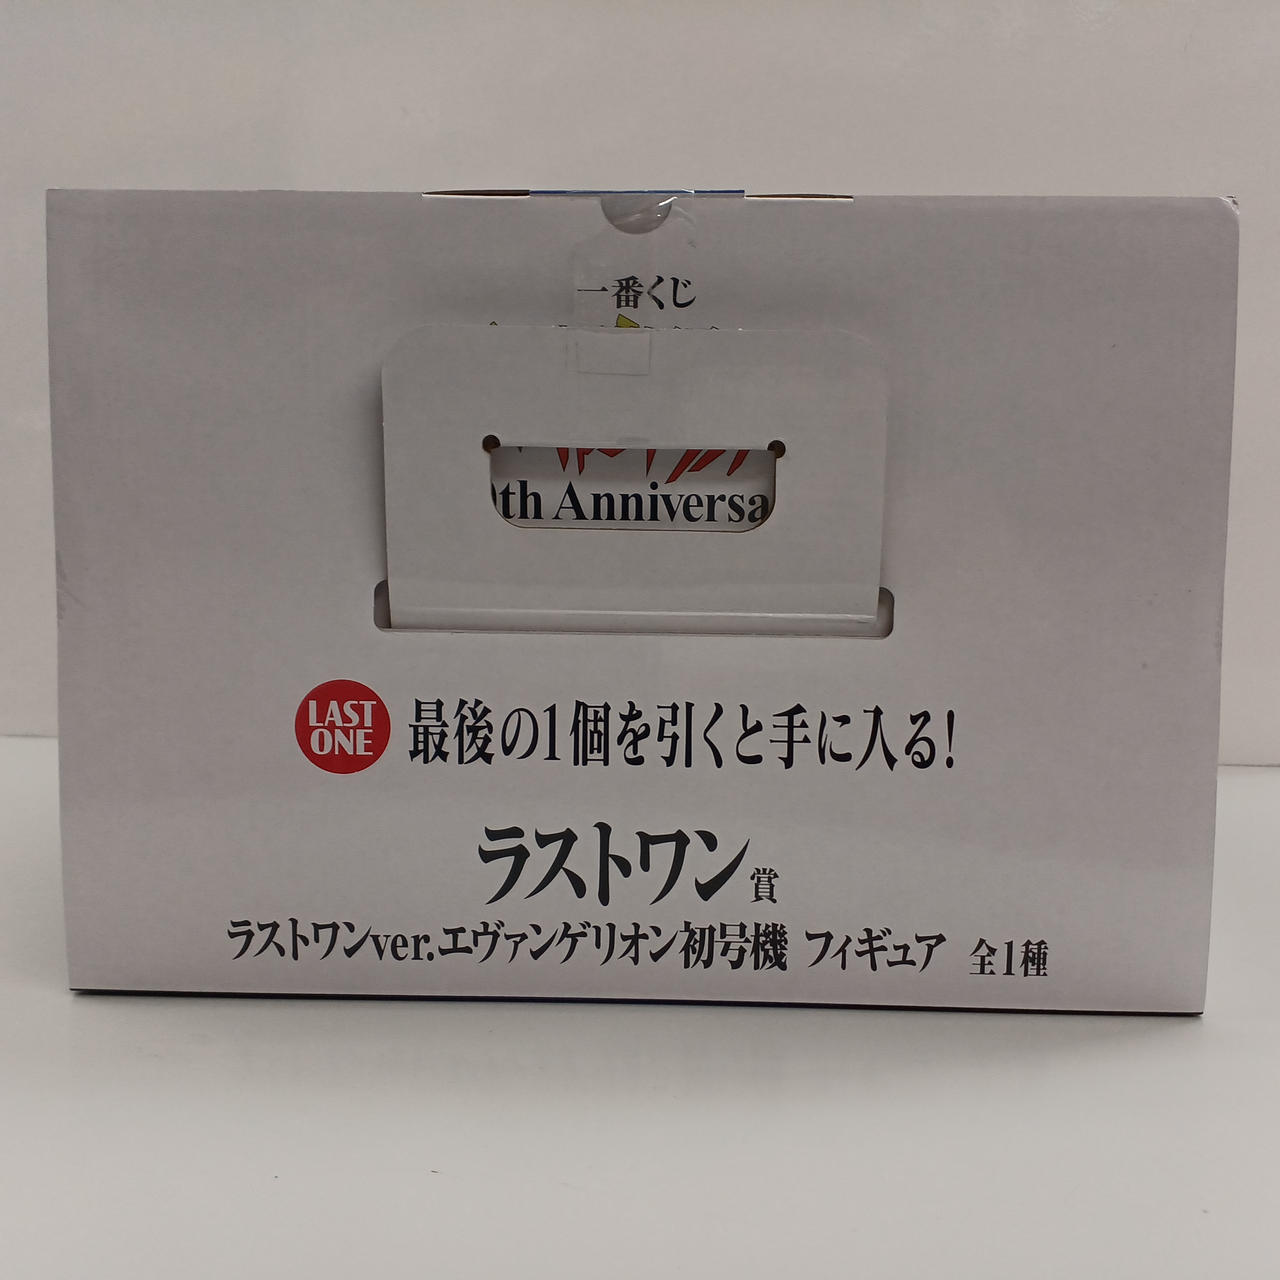 一番くじ
th Anniversa
LAST
ONE
最後の1個を引くと手に入る!
ラストワン賞
ラストワンver.エヴァンゲリオン初号機 フィギュア 全1種